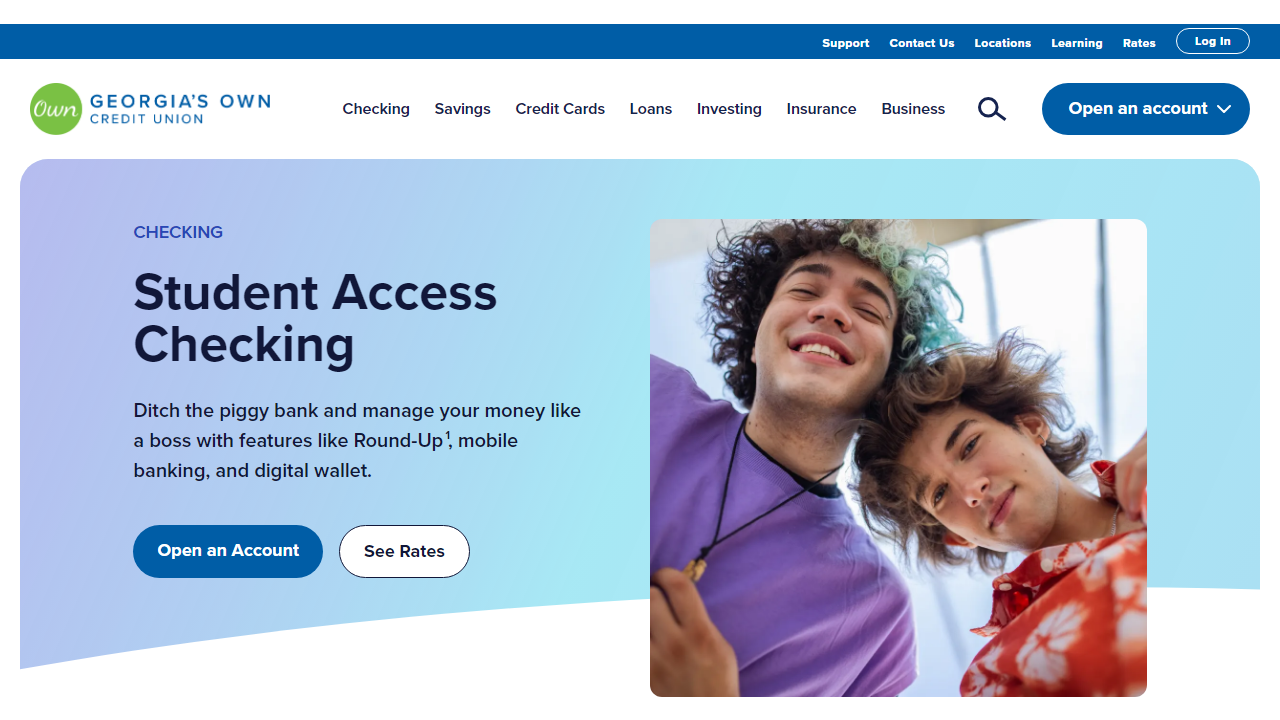 Support Contact Us Locations Learning Rates Log In
Own GEORGIA'S OWN
CREDIT UNION
Checking Savings Credit Cards Loans Investing Insurance Business Open an account
CHECKING
Student Access
Checking
Ditch the piggy bank and manage your money like
a boss with features like Round-Up¹, mobile
banking, and digital wallet.
Open an Account See Rates